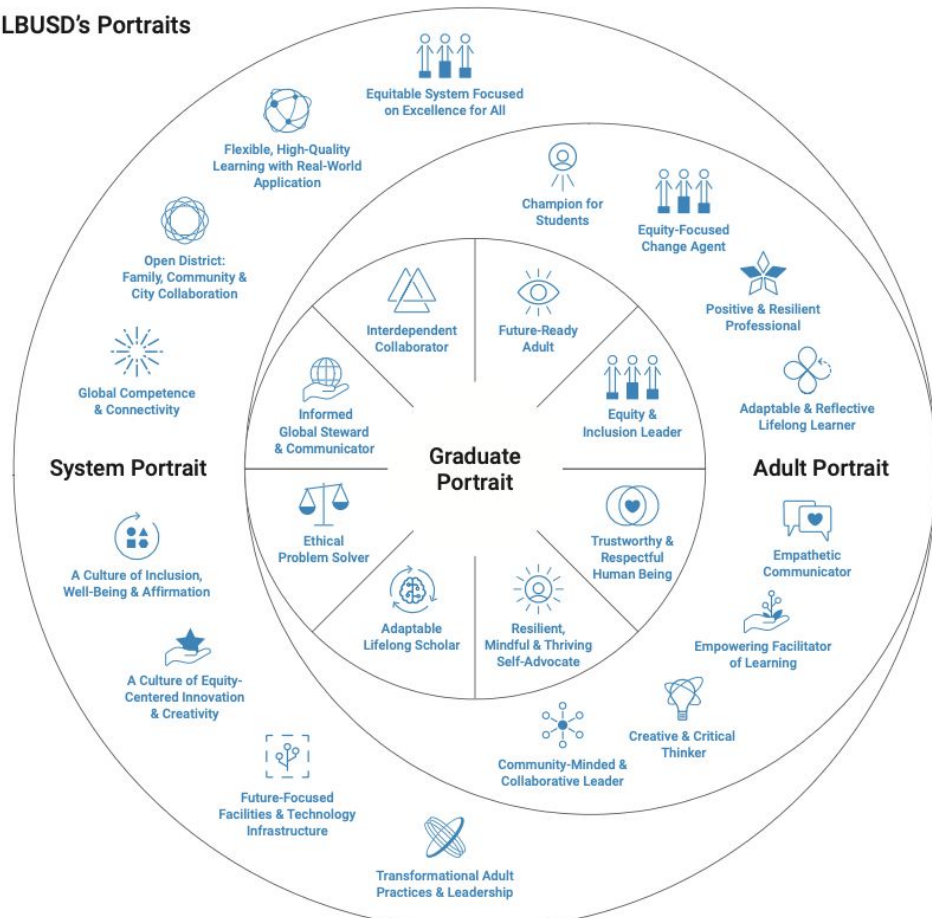 LBUSD's Portraits
Equitable System Focused
on Excellence for All
Flexible, High-Quality
Learning with Real-World
Application
Open District:
Family, Community &
City Collaboration
Global Competence
& Connectivity
System Portrait
A Culture of Inclusion,
Well-Being & Affirmation
A Culture of Equity-
Centered Innovation
& Creativity
Future-Focused
Facilities & Technology
Infrastructure
Transformational Adult
Practices & Leadership
Champion for
Students
Equity-Focused
Change Agent
Positive & Resilient
Professional
Adaptable & Reflective
Lifelong Learner
Adult Portrait
Empathetic
Communicator
Empowering Facilitator
of Learning
Creative & Critical
Thinker
Community-Minded &
Collaborative Leader
Interdependent
Collaborator
Future-Ready
Adult
Informed
Global Steward
& Communicator
Equity &
Inclusion Leader
Graduate
Portrait
Ethical
Problem Solver
Trustworthy &
Respectful
Human Being
Adaptable
Lifelong Scholar
Resilient,
Mindful & Thriving
Self-Advocate